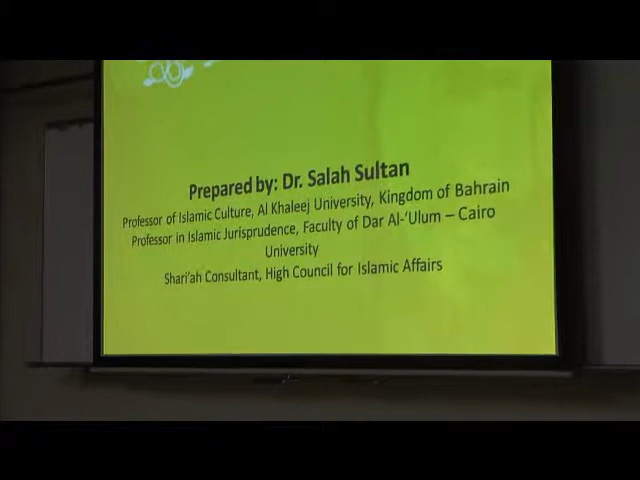 Prepared by: Dr. Salah Sultan
Professor of Islamic Culture, Al Khaleej University, Kingdom of Bahrain
Professor in Islamic Jurisprudence, Faculty of Dar Al-‘Ulum – Cairo
University
Shari’ah Consultant, High Council for Islamic Affairs